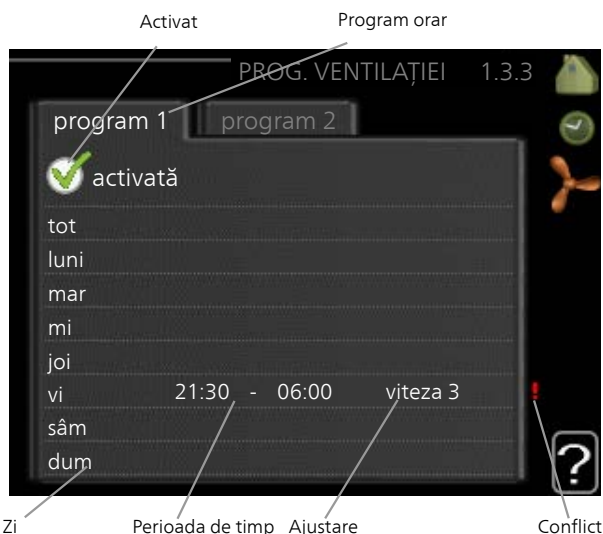 Activat Program orar
PROG. VENTILAȚIEI 1.3.3
program 1 program 2
activată
tot
luni
mar
mi
joi
vi 21:30 - 06:00 viteza 3 !
sâm
dum
?
Zi Perioada de timp Ajustare Conflict